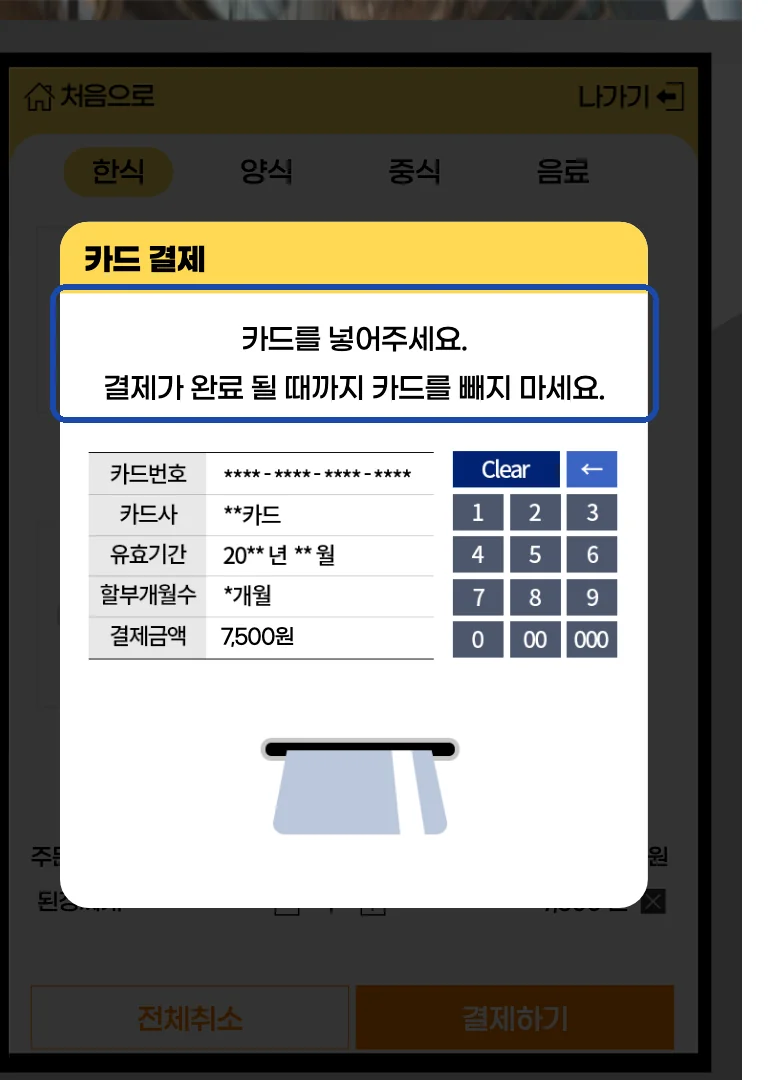 처음으로
나가기
한식 양식 중식 음료
카드 결제
카드를 넣어주세요.
결제가 완료 될 때까지 카드를 빼지 마세요.
카드번호 ****-****-****-****
카드사 **카드
유효기간 20** 년 ** 월
할부개월수 *개월
결제금액 7,500원
Clear ←
1 2 3
4 5 6
7 8 9
0 00 000
원
전체취소 결제하기